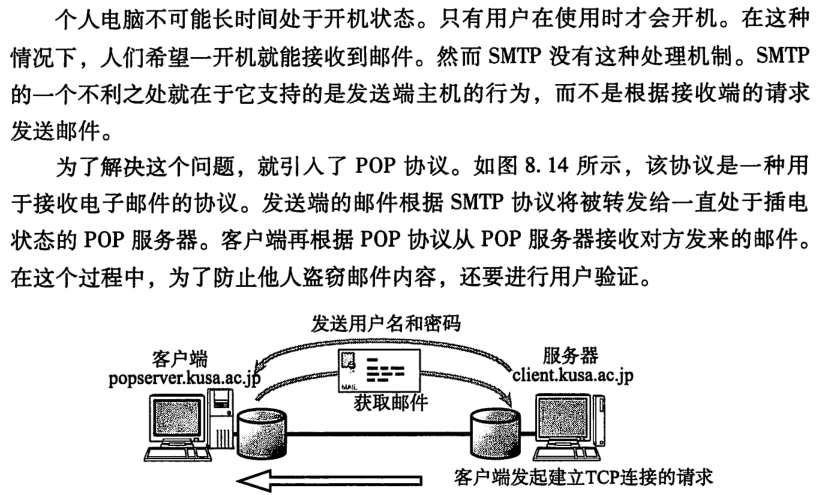 个人电脑不可能长时间处于开机状态。只有用户在使用时才会开机。在这种
情况下，人们希望一开机就能接收到邮件。然而 SMTP 没有这种处理机制。SMTP
的一个不利之处就在于它支持的是发送端主机的行为，而不是根据接收端的请求
发送邮件。
为了解决这个问题，就引人了 POP 协议。如图 8.14 所示，该协议是一种用
于接收电子邮件的协议。发送端的邮件根据 SMTP 协议将被转发给一直处于插电
状态的 POP 服务器。客户端再根据 POP 协议从 POP 服务器接收对方发来的邮件。
在这个过程中，为了防止他人盗窃邮件内容，还要进行用户验证。
发送用户名和密码
客户端
popserver.kusa.ac.jp
服务器
client.kusa.ac.jp
MAIL
获取邮件
客户端发起建立TCP连接的请求